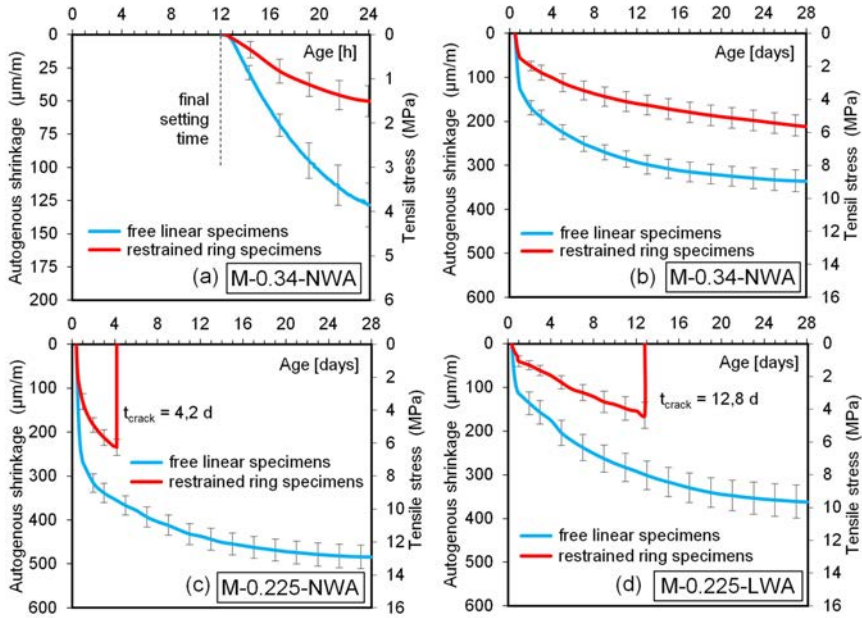 0 4 8 12 16 20 24
0 4 8 12 16 20 24 28
Autogenous shrinkage (µm/m)
0
25
50
75
100
125
150
175
200
Age [h]
final
setting
time
free linear specimens
restrained ring specimens
(a) M-0.34-NWA
0
1
2
3
4
5
6
Tensil stress (MPa)
Autogenous shrinkage (µm/m)
0
100
200
300
400
500
600
Age [days]
free linear specimens
restrained ring specimens
(b) M-0.34-NWA
0
2
4
6
8
10
12
14
16
Tensil stress (MPa)
0 4 8 12 16 20 24 28
0 4 8 12 16 20 24 28
Autogenous shrinkage (µm/m)
0
100
200
300
400
500
600
Age [days]
tcrack = 4,2 d
free linear specimens
restrained ring specimens
(c) M-0.225-NWA
0
2
4
6
8
10
12
14
16
Tensile stress (MPa)
Autogenous shrinkage (µm/m)
0
100
200
300
400
500
600
Age [days]
tcrack = 12,8 d
free linear specimens
restrained ring specimens
(d) M-0.225-LWA
0
2
4
6
8
10
12
14
16
Tensile stress (MPa)